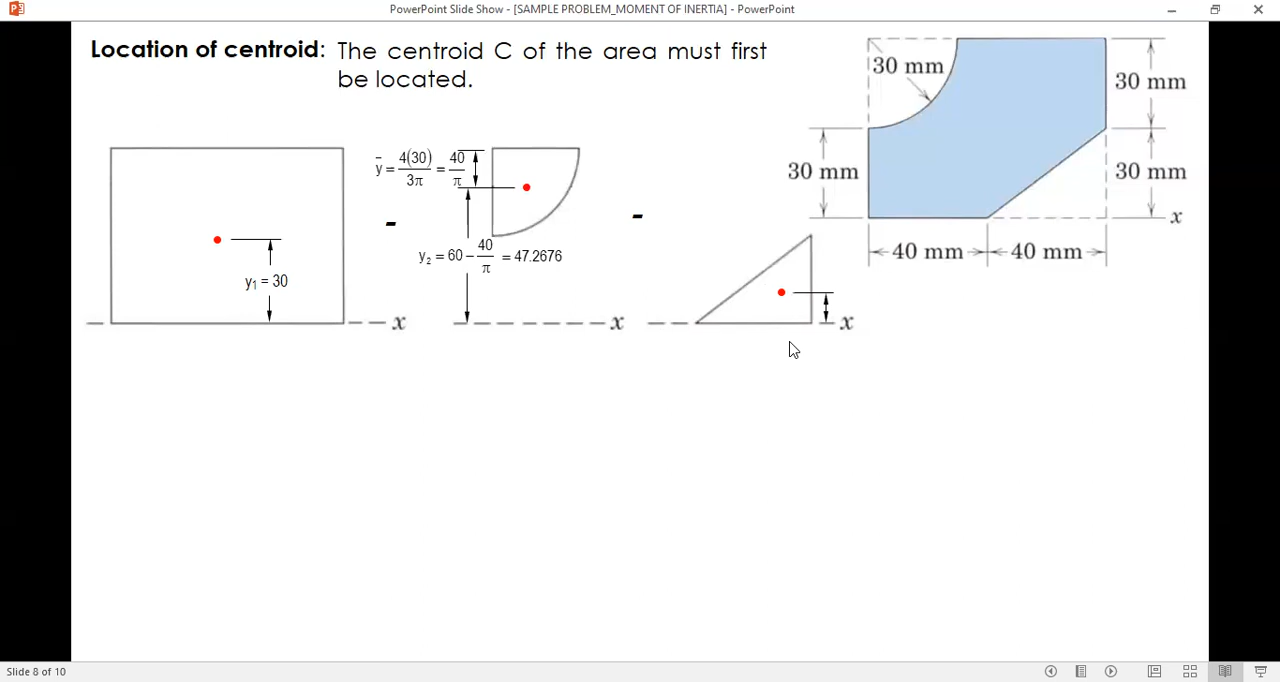 PowerPoint Slide Show - [SAMPLE PROBLEM_MOMENT OF INERTIA] - PowerPoint
Location of centroid: The centroid C of the area must first
be located.
30 mm
30 mm
30 mm
30 mm
x
40 mm
40 mm
y₁ = 30
x
-
ȳ = 4(30)/3π = 40/π
y₂ = 60 − 40/π = 47.2676
x
-
x
Slide 8 of 10